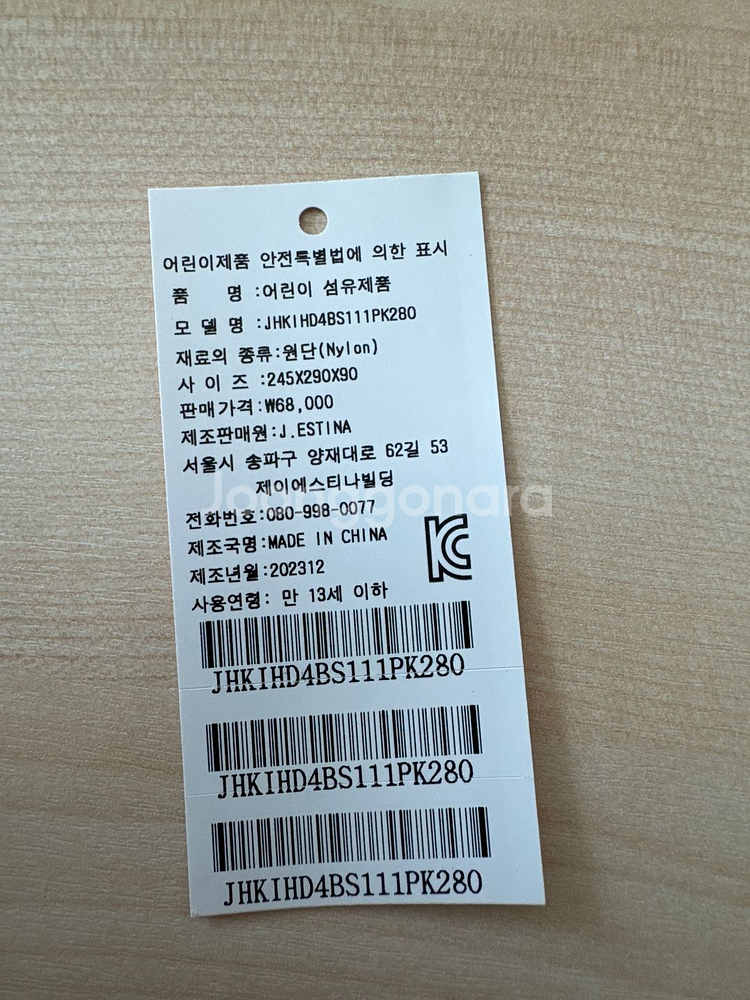 어린이제품 안전특별법에 의한 표시
품 명 :어린이 섬유제품
모 델 명 :JHKIHD4BS111PK280
재료의 종류:원단(Nylon)
사 이 즈 :245X290X90
판매가격:₩68,000
제조판매원:J.ESTINA
서울시 송파구 양재대로 62길 53
제이에스티나빌딩
Joonggonara
전화번호:080-998-0077
제조국명:MADE IN CHINA
제조년월:202312
사용연령: 만 13세 이하
KC
JHKIHD4BS111PK280
JHKIHD4BS111PK280
JHKIHD4BS111PK280